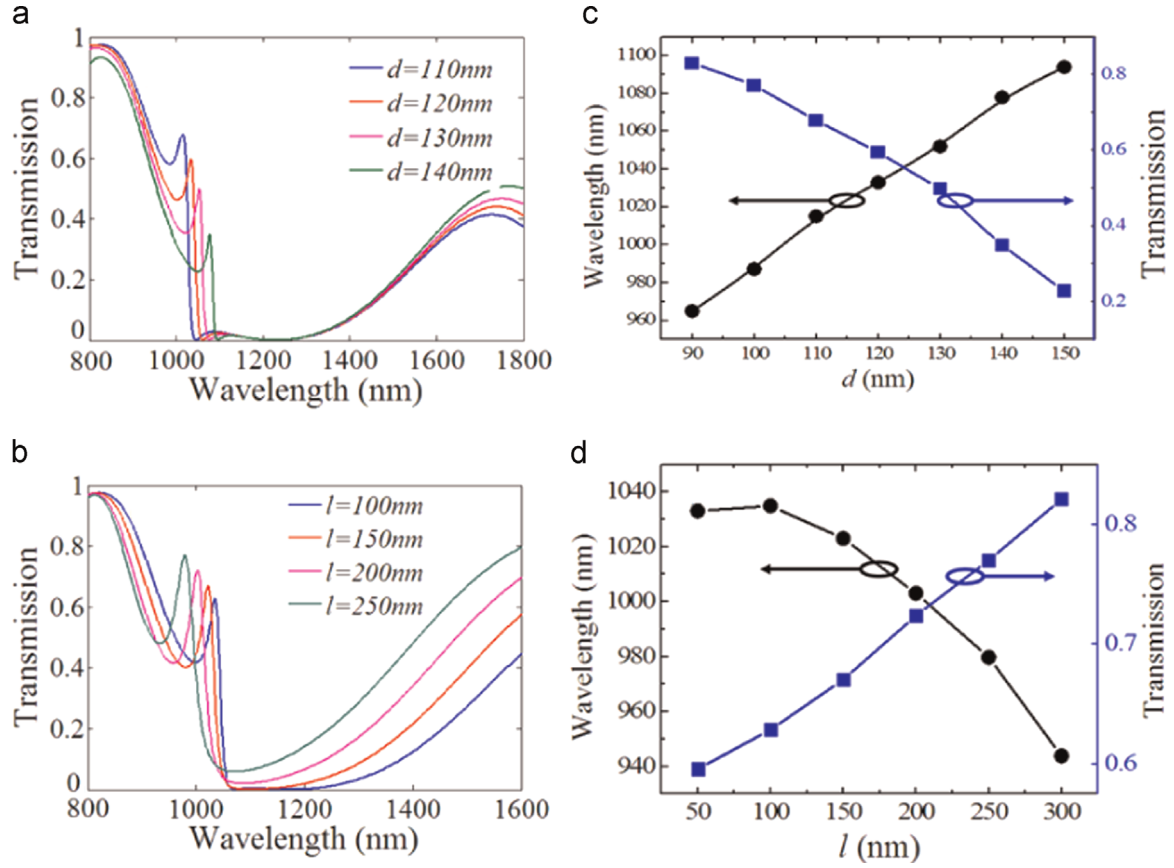 a
Transmission
1
0.8
0.6
0.4
0.2
0
800 1000 1200 1400 1600 1800
Wavelength (nm)
d=110nm
d=120nm
d=130nm
d=140nm
c
Wavelength (nm)
1100
1080
1060
1040
1020
1000
980
960
90 100 110 120 130 140 150
d (nm)
0.8
0.6
0.4
0.2
Transmission
b
Transmission
1
0.8
0.6
0.4
0.2
0
800 1000 1200 1400 1600
Wavelength (nm)
l=100nm
l=150nm
l=200nm
l=250nm
d
Wavelength (nm)
1040
1020
1000
980
960
940
50 100 150 200 250 300
l (nm)
0.8
0.7
0.6
Transmission